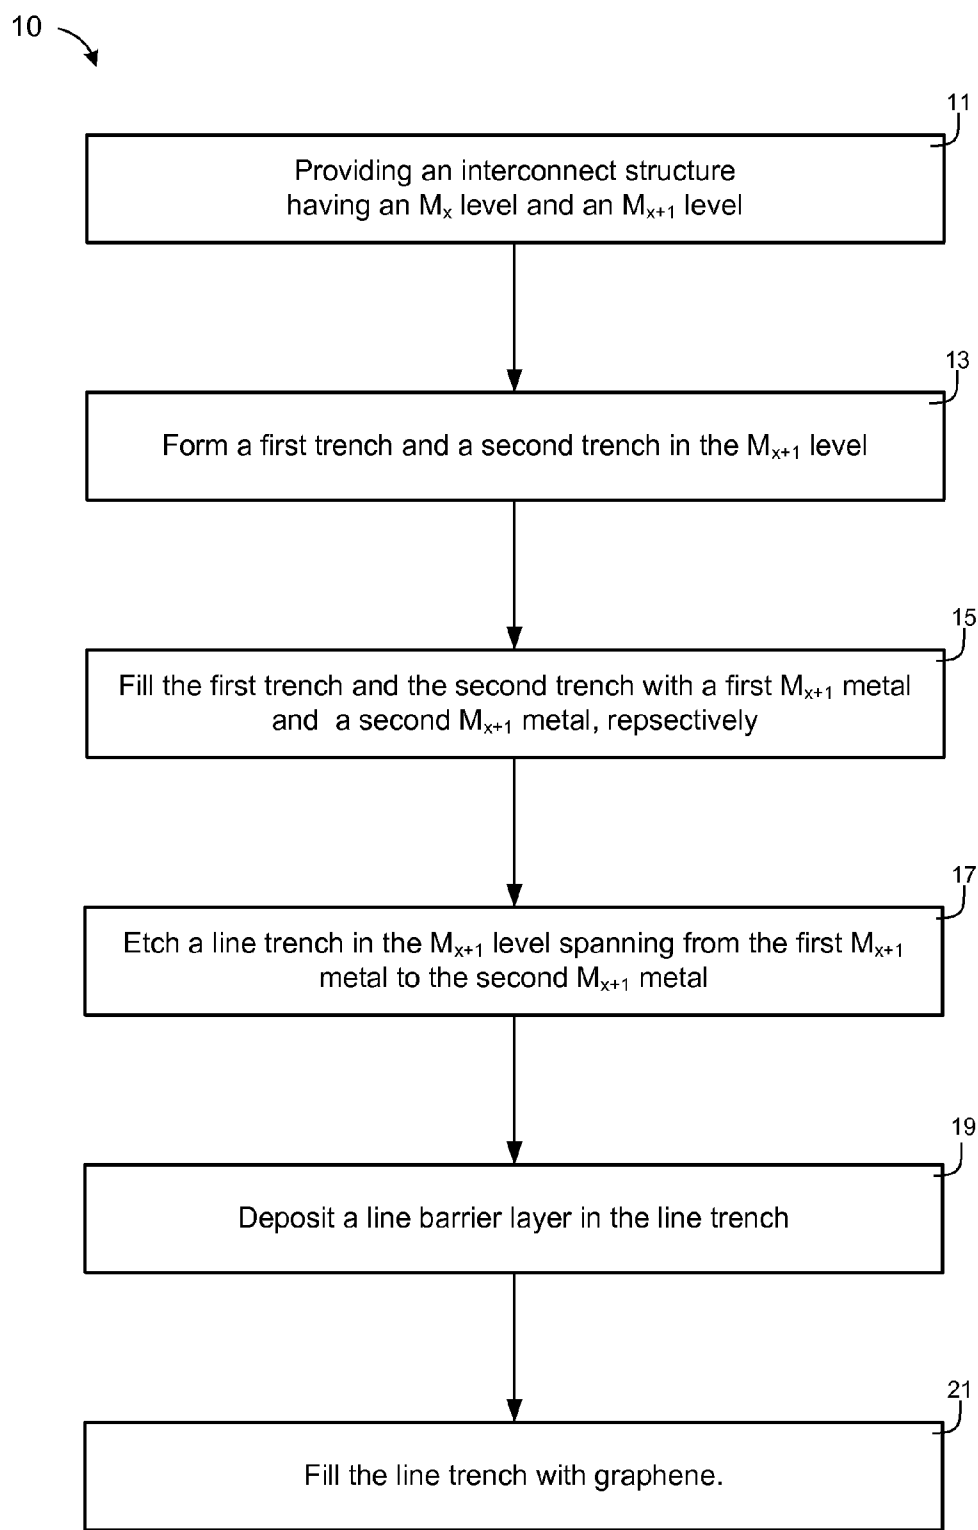 10
11
Providing an interconnect structure
having an Mₓ level and an Mₓ₊₁ level
13
Form a first trench and a second trench in the Mₓ₊₁ level
15
Fill the first trench and the second trench with a first Mₓ₊₁ metal
and a second Mₓ₊₁ metal, repsectively
17
Etch a line trench in the Mₓ₊₁ level spanning from the first Mₓ₊₁
metal to the second Mₓ₊₁ metal
19
Deposit a line barrier layer in the line trench
21
Fill the line trench with graphene.